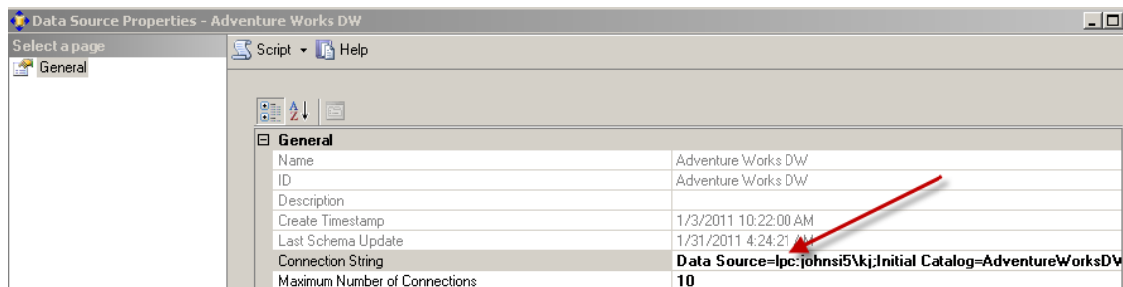 Data Source Properties - Adventure Works DW
Select a page
Script Help
General
General
Name Adventure Works DW
ID Adventure Works DW
Description
Create Timestamp 1/3/2011 10:22:00 AM
Last Schema Update 1/31/2011 4:24:21 AM
Connection String Data Source=lpc:johnsi5\kj;Initial Catalog=AdventureWorksDW
Maximum Number of Connections 10